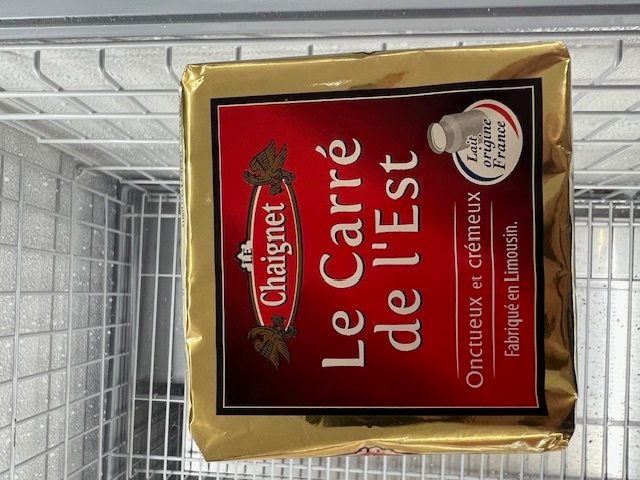 Chaignet
Le Carré
de l'Est
Lait
origine
France
Onctueux et crémeux
Fabriqué en Limousin.